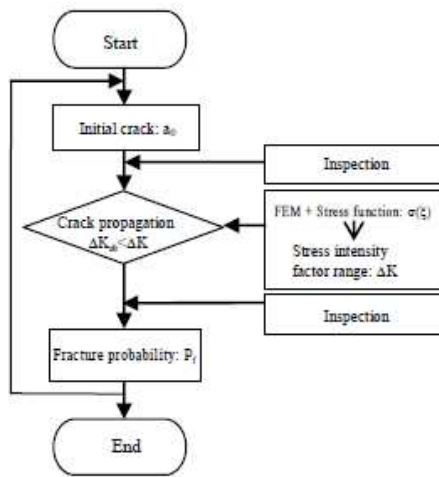 Start
Initial crack: a₀
Inspection
Crack propagation
ΔKₜₕ<ΔK
FEM + Stress function: σ(ξ)
Stress intensity
factor range: ΔK
Inspection
Fracture probability: Pf
End